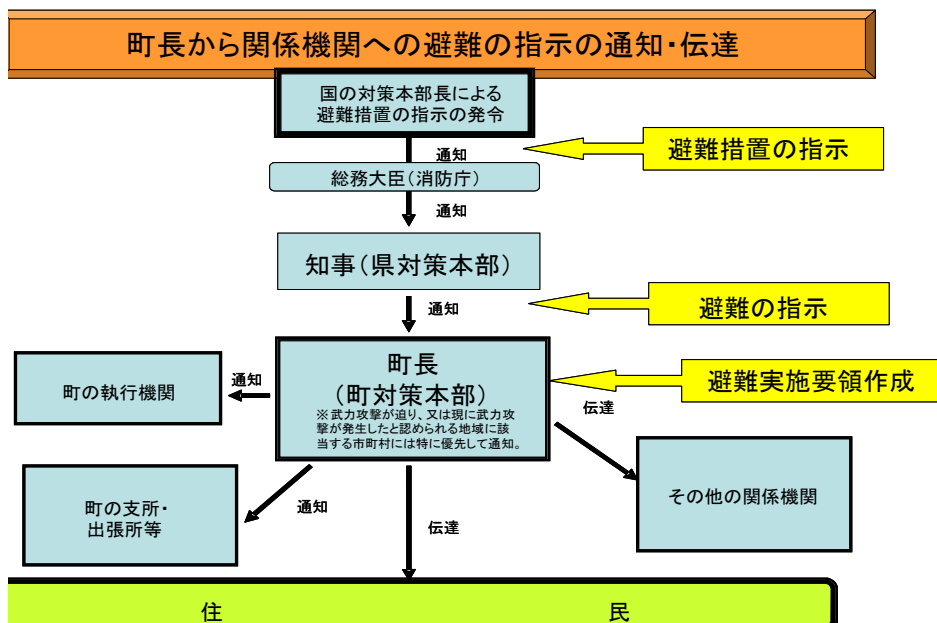 町長から関係機関への避難の指示の通知・伝達
国の対策本部長による
避難措置の指示の発令
通知
避難措置の指示
総務大臣(消防庁)
通知
知事(県対策本部)
通知
避難の指示
町長
(町対策本部)
※武力攻撃が迫り、又は現に武力攻
撃が発生したと認められる地域に該
当する市町村には特に優先して通知。
避難実施要領作成
通知
町の執行機関
伝達
その他の関係機関
通知
町の支所・
出張所等
伝達
住 民